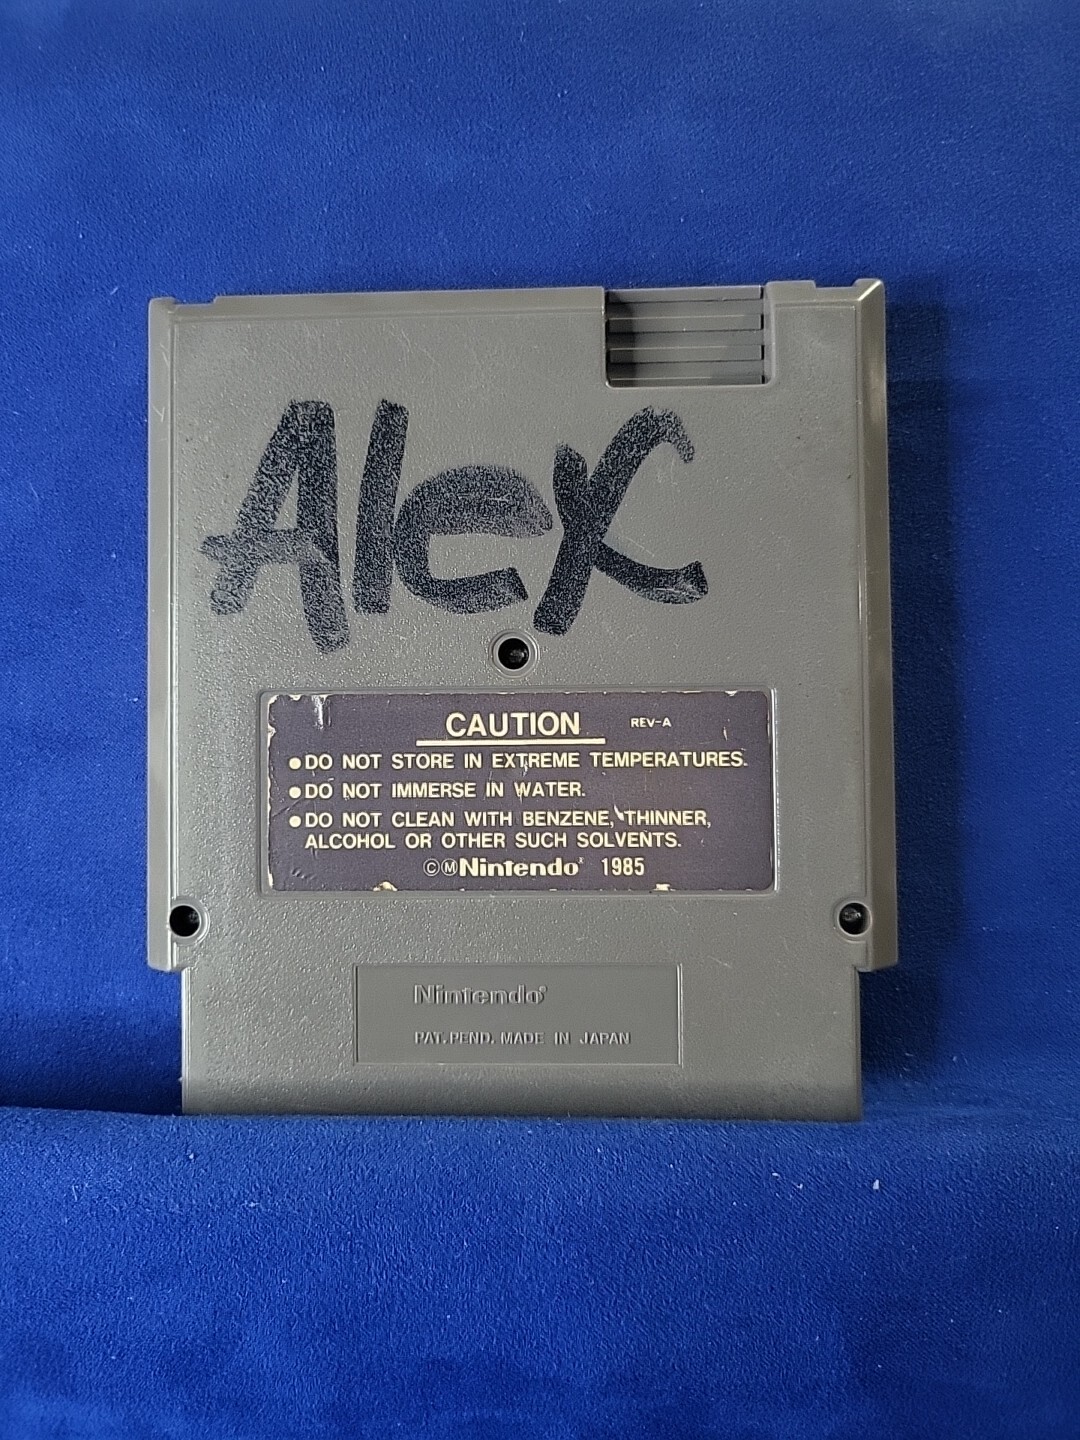 Alex
CAUTION REV-A
●DO NOT STORE IN EXTREME TEMPERATURES.
●DO NOT IMMERSE IN WATER.
●DO NOT CLEAN WITH BENZENE, THINNER,
ALCOHOL OR OTHER SUCH SOLVENTS.
©ⓂNintendo® 1985
Nintendo®
PAT. PEND. MADE IN JAPAN